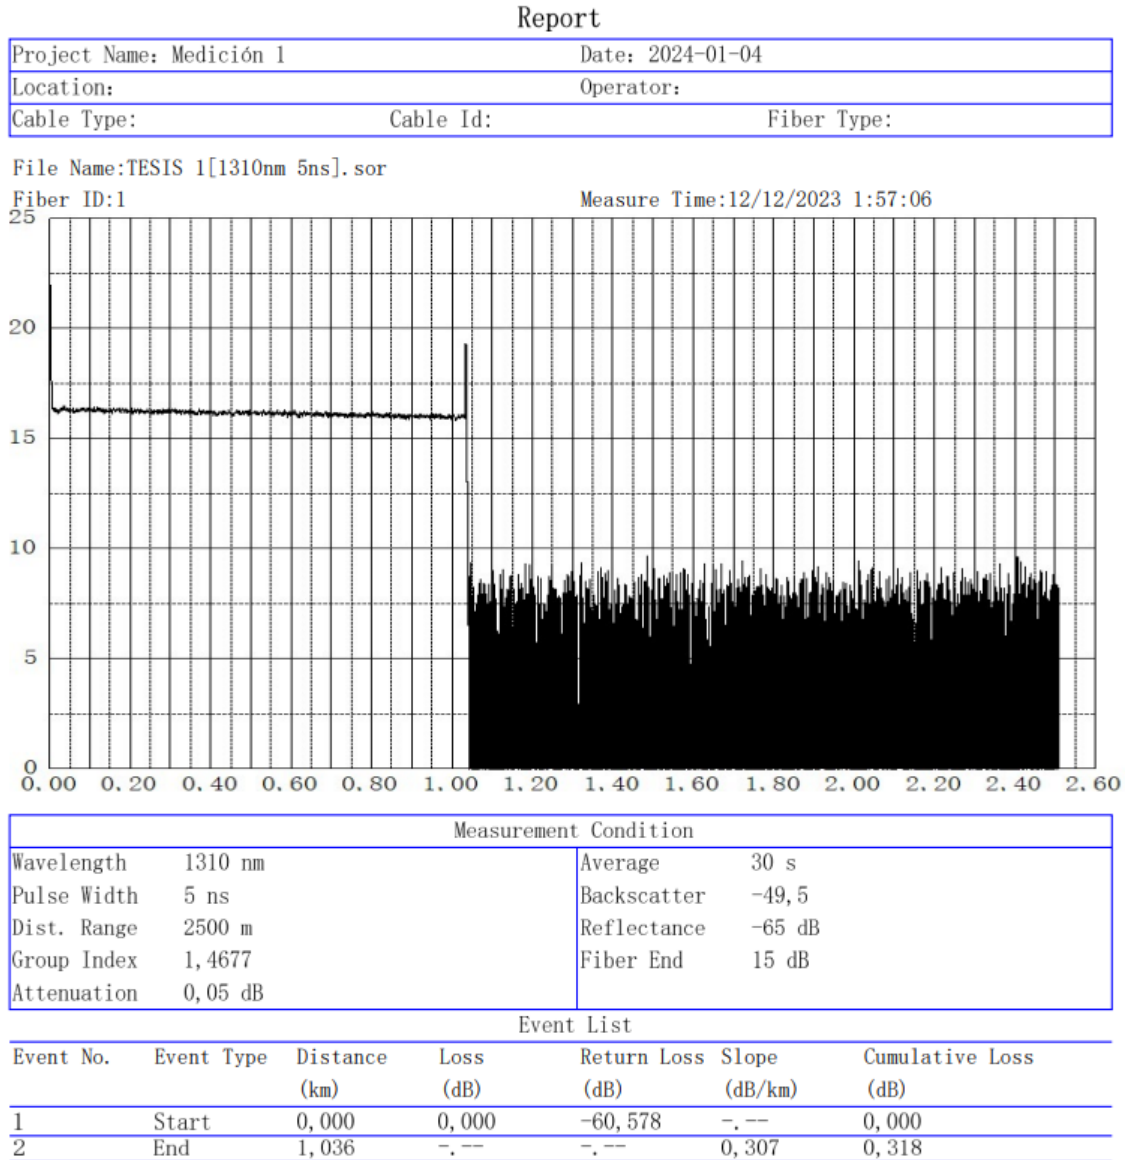 Report
Project Name: Medición 1 Date: 2024-01-04
Location: Operator:
Cable Type: Cable Id: Fiber Type:
File Name:TESIS 1[1310nm 5ns].sor
Fiber ID:1 Measure Time:12/12/2023 1:57:06
25
20
15
10
5
0
0.00 0.20 0.40 0.60 0.80 1.00 1.20 1.40 1.60 1.80 2.00 2.20 2.40 2.60
Measurement Condition
Wavelength 1310 nm Average 30 s
Pulse Width 5 ns Backscatter -49,5
Dist. Range 2500 m Reflectance -65 dB
Group Index 1,4677 Fiber End 15 dB
Attenuation 0,05 dB
Event List
Event No. Event Type Distance Loss Return Loss Slope Cumulative Loss
(km) (dB) (dB) (dB/km) (dB)
1 Start 0,000 0,000 -60,578 -.-- 0,000
2 End 1,036 -.-- -.-- 0,307 0,318